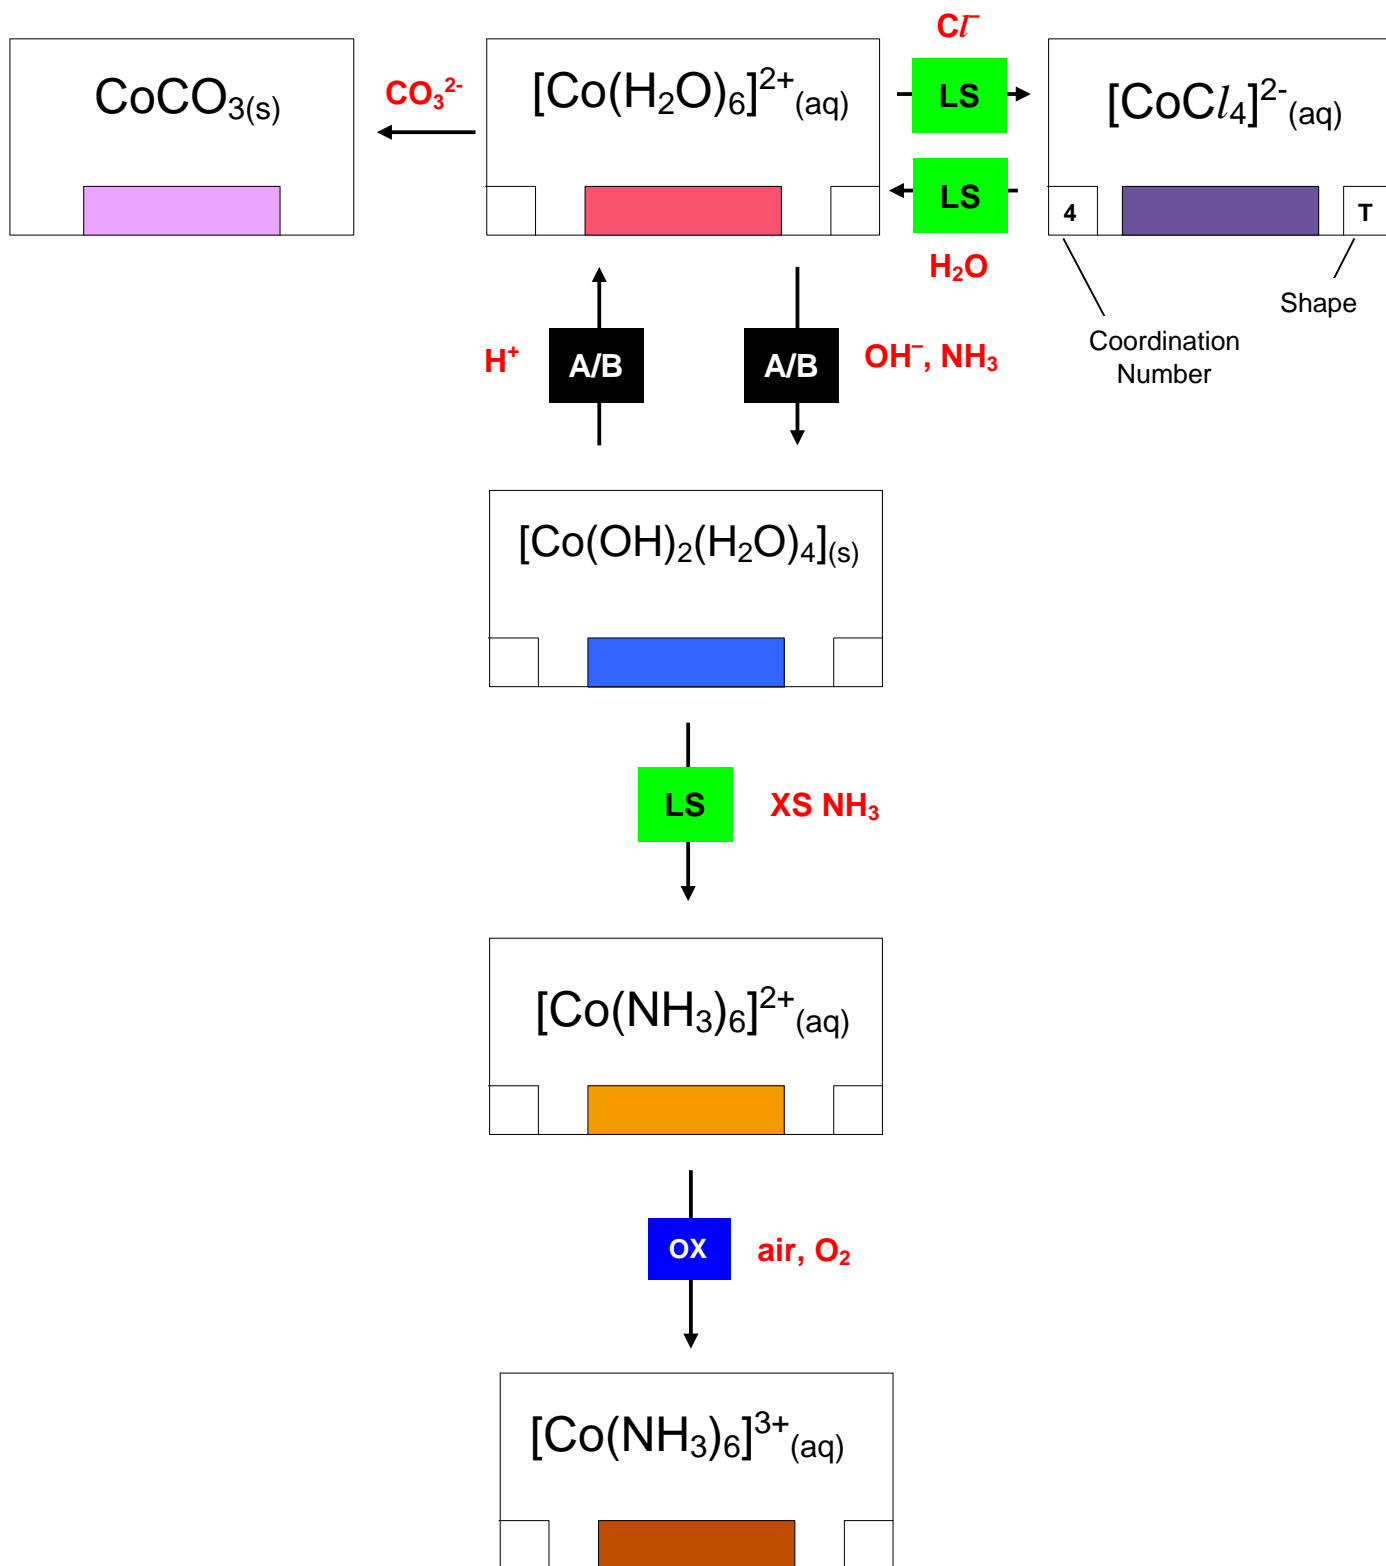 Cl⁻
CoCO₃(s)
CO₃²⁻
[Co(H₂O)₆]²⁺(aq)
LS
[CoCl₄]²⁻(aq)
LS
4
T
H₂O
Shape
Coordination
Number
H⁺
A/B
A/B
OH⁻, NH₃
[Co(OH)₂(H₂O)₄](s)
LS
XS NH₃
[Co(NH₃)₆]²⁺(aq)
OX
air, O₂
[Co(NH₃)₆]³⁺(aq)